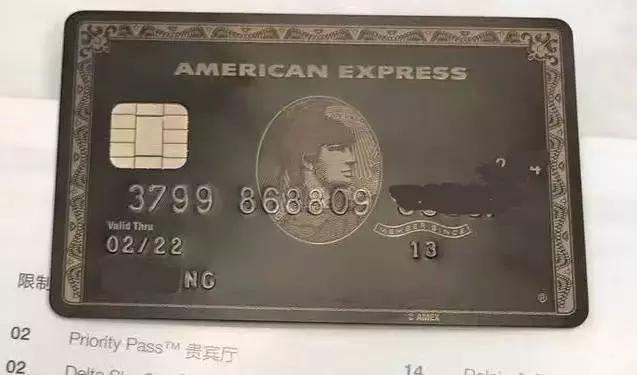 AMERICAN EXPRESS
3799 868809
MEMBER SINCE
Valid Thru
02/22
13
NG
® 
© AMEX
限制
02 Priority Pass™ 贵宾厅
02
14